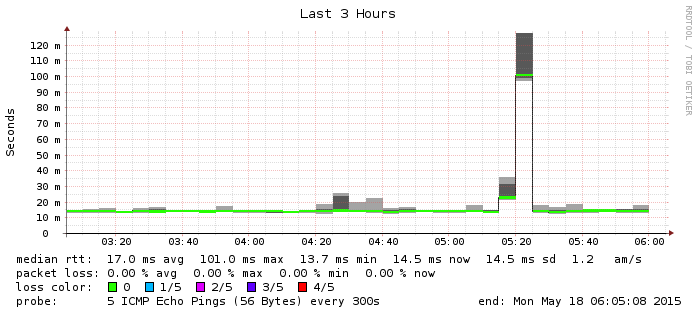 Last 3 Hours
RRDTOOL / TOBI OETIKER
Seconds
120 m
100 m
90 m
80 m
70 m
60 m
50 m
40 m
30 m
20 m
10 m
0
03:20 03:40 04:00 04:20 04:40 05:00 05:20 05:40 06:00
median rtt: 17.0 ms avg 101.0 ms max 13.7 ms min 14.5 ms now 14.5 ms sd 1.2 am/s
packet loss: 0.00 % avg 0.00 % max 0.00 % min 0.00 % now
loss color: 0 1/5 2/5 3/5 4/5
probe: 5 ICMP Echo Pings (56 Bytes) every 300s end: Mon May 18 06:05:08 2015